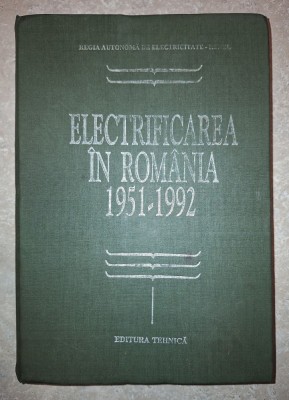 REGIA AUTONOMĂ DE ELECTRICITATE -
ELECTRIFICAREA
ÎN ROMÂNIA
1951-1992
EDITURA TEHNICĂ